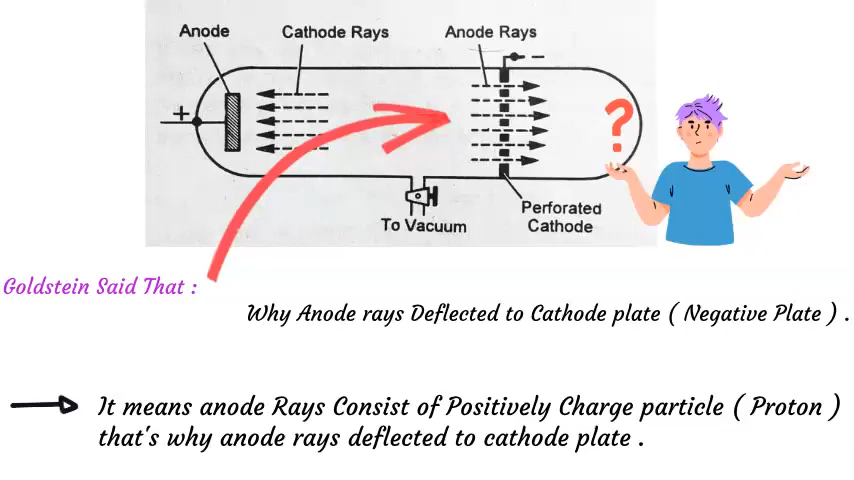 Anode
Cathode Rays
Anode Rays
+
−
?
To Vacuum
Perforated
Cathode
Goldstein Said That :
Why Anode rays Deflected to Cathode plate ( Negative Plate ) .
It means anode Rays Consist of Positively Charge particle ( Proton )
that's why anode rays deflected to cathode plate .